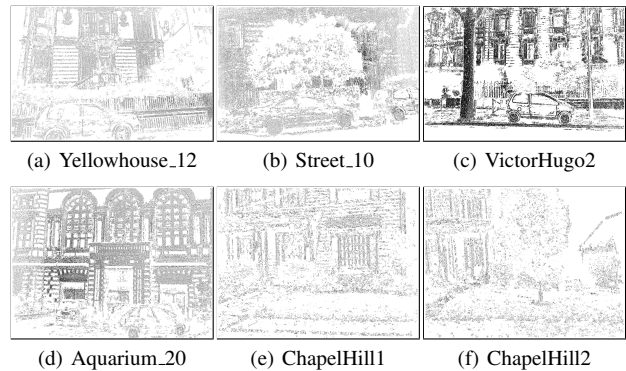 (a) Yellowhouse_12 (b) Street_10 (c) VictorHugo2
(d) Aquarium_20 (e) ChapelHill1 (f) ChapelHill2